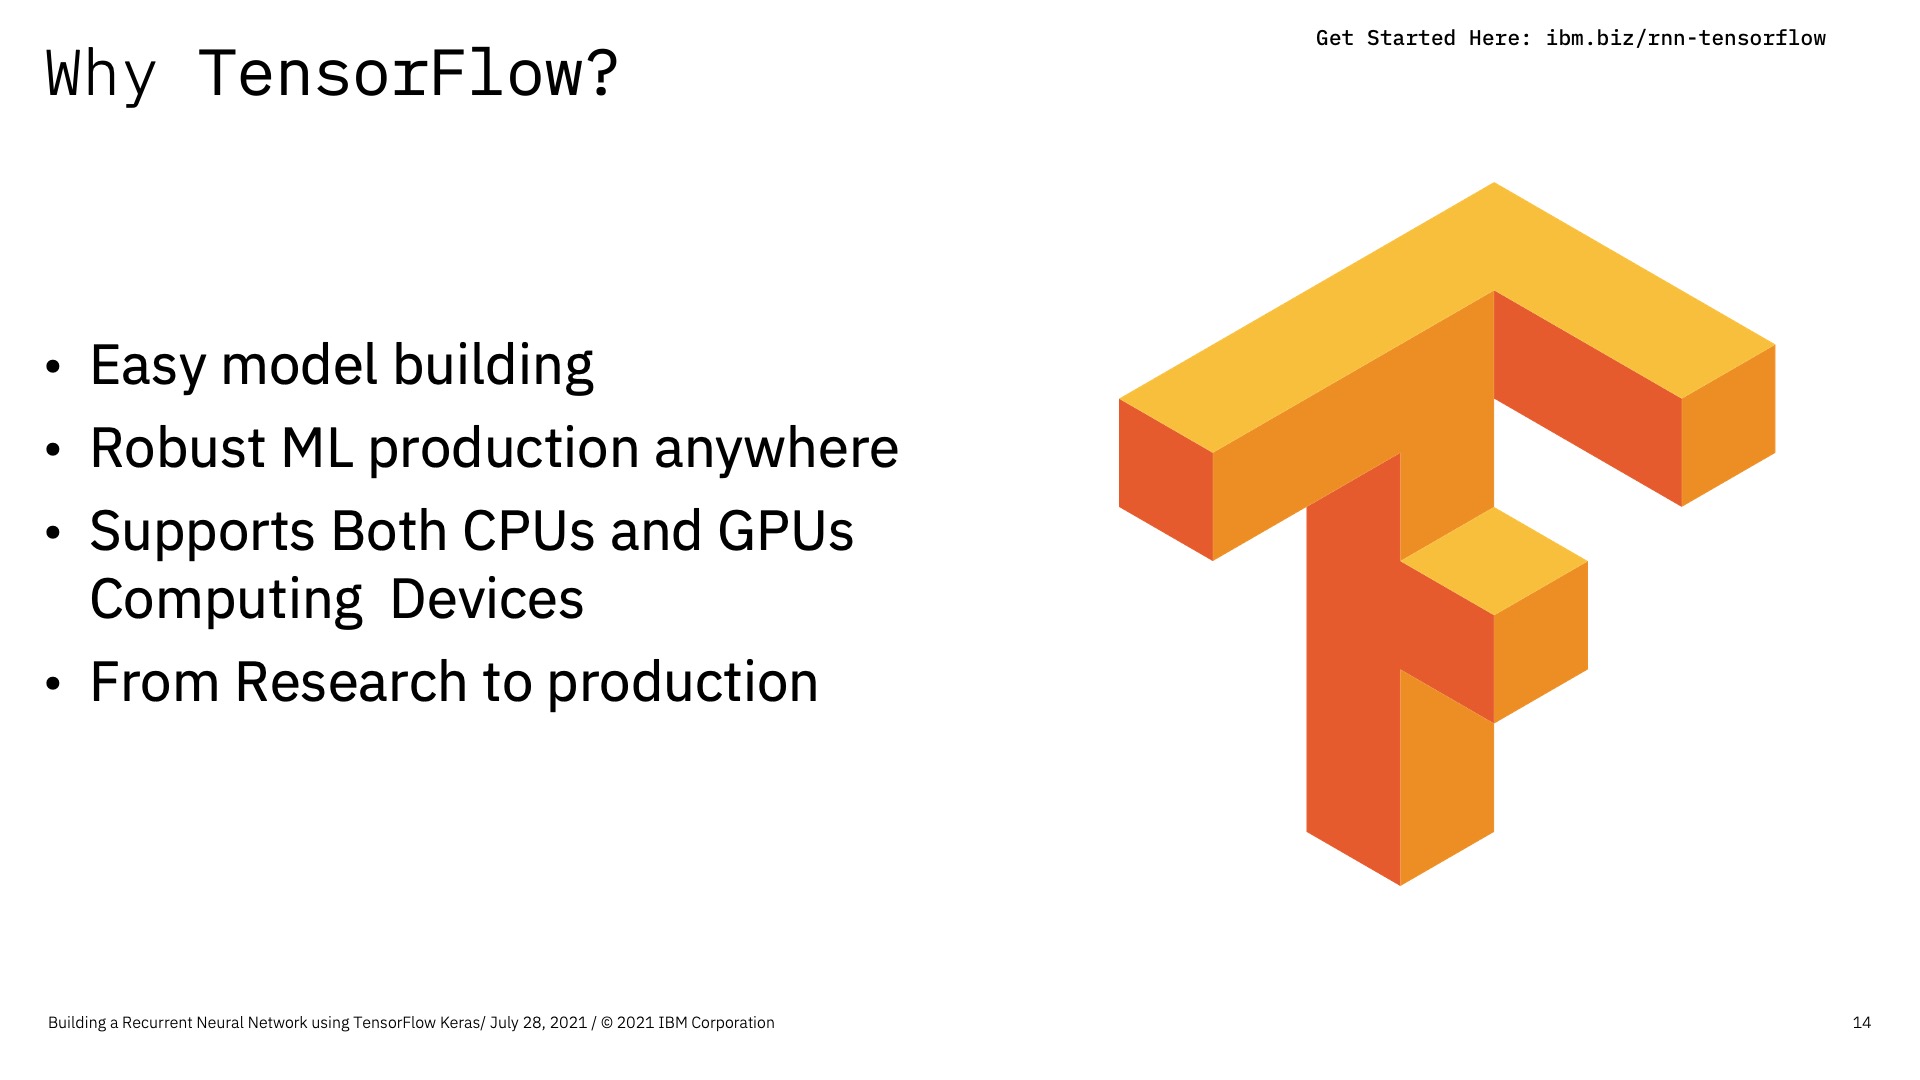 Get Started Here: ibm.biz/rnn-tensorflow
Why TensorFlow?
• Easy model building
• Robust ML production anywhere
• Supports Both CPUs and GPUs
Computing  Devices
• From Research to production
Building a Recurrent Neural Network using TensorFlow Keras/ July 28, 2021 / © 2021 IBM Corporation
14